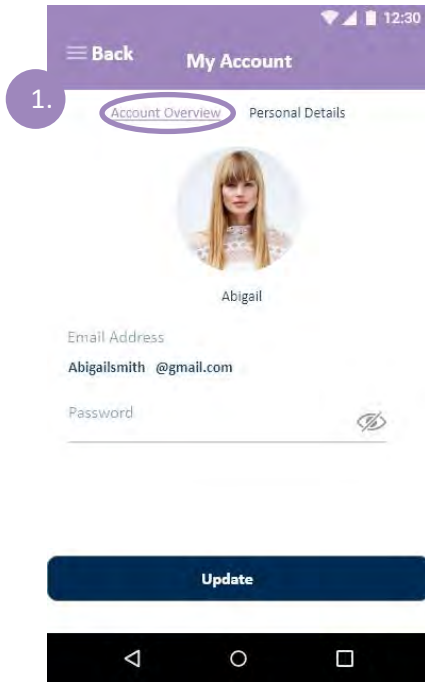 12:30
Back
My Account
1.
Account Overview Personal Details
Abigail
Email Address
Abigailsmith @gmail.com
Password
Update